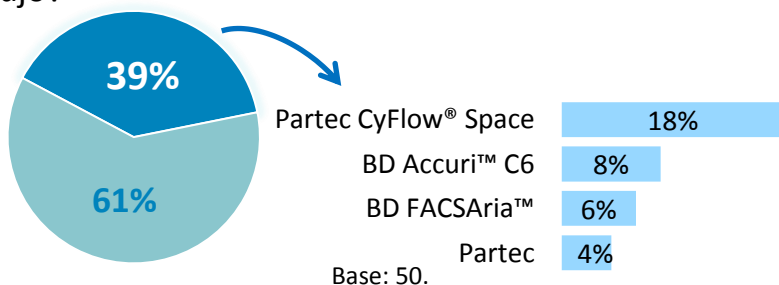 39%
61%
Partec CyFlow® Space 18%
BD Accuri™ C6 8%
BD FACSAria™ 6%
Partec 4%
Base: 50.